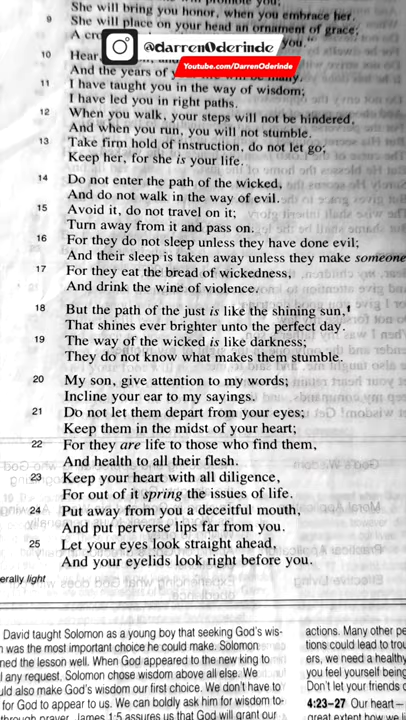 She will bring you honor, when you embrace her.
9 She will place on your head an ornament of grace;
you."
@darrenOderinde
Youtube.com/DarrenOderinde
10 Hear
And the years of
11 I have taught you in the way of wisdom;
I have led you in right paths.
12 When you walk, your steps will not be hindered,
And when you run, you will not stumble.
13 Take firm hold of instruction, do not let go;
Keep her, for she is your life.
14 Do not enter the path of the wicked,
And do not walk in the way of evil.
15 Avoid it, do not travel on it;
Turn away from it and pass on.
16 For they do not sleep unless they have done evil;
And their sleep is taken away unless they make someone
17 For they eat the bread of wickedness,
And drink the wine of violence.
18 But the path of the just is like the shining sun,¹
That shines ever brighter unto the perfect day.
19 The way of the wicked is like darkness;
They do not know what makes them stumble.
20 My son, give attention to my words;
Incline your ear to my sayings.
21 Do not let them depart from your eyes;
Keep them in the midst of your heart;
22 For they are life to those who find them,
And health to all their flesh.
23 Keep your heart with all diligence,
For out of it spring the issues of life.
24 Put away from you a deceitful mouth,
And put perverse lips far from you.
25 Let your eyes look straight ahead,
And your eyelids look right before you.
erally light
David taught Solomon as a young boy that seeking God's wis-
was the most important choice he could make. Solomon
ned the lesson well. When God appeared to the new king to
any request, Solomon chose wisdom above all else. We
uld also make God's wisdom our first choice. We don't have to
for God to appear to us. We can boldly ask him for wisdom to-
through prayer. James 1:5 assures us that God will grant our
actions. Many other pe
tions could lead to trou
ers, we need a healthy
you feel yourself being
Don't let your friends c
4:23–27 Our heart—
great extent how we